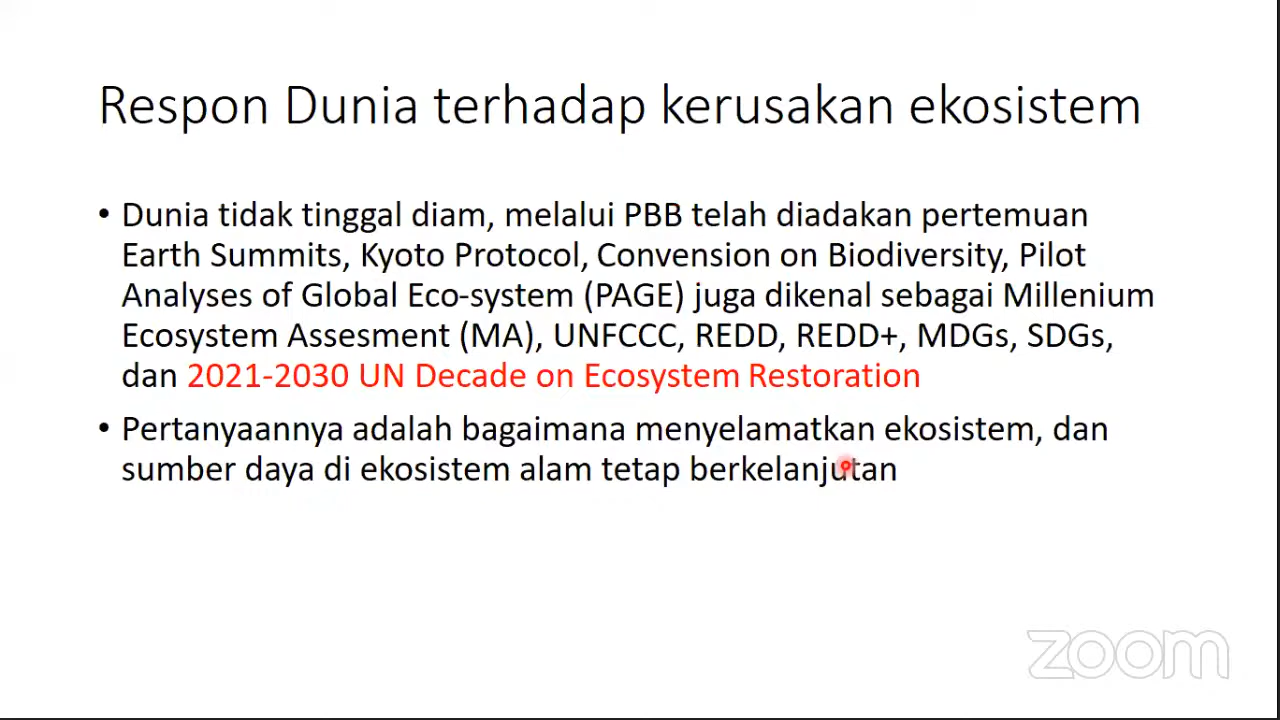 Respon Dunia terhadap kerusakan ekosistem
• Dunia tidak tinggal diam, melalui PBB telah diadakan pertemuan
Earth Summits, Kyoto Protocol, Convension on Biodiversity, Pilot
Analyses of Global Eco-system (PAGE) juga dikenal sebagai Millenium
Ecosystem Assesment (MA), UNFCCC, REDD, REDD+, MDGs, SDGs,
dan 2021-2030 UN Decade on Ecosystem Restoration
• Pertanyaannya adalah bagaimana menyelamatkan ekosistem, dan
sumber daya di ekosistem alam tetap berkelanjutan
zoom